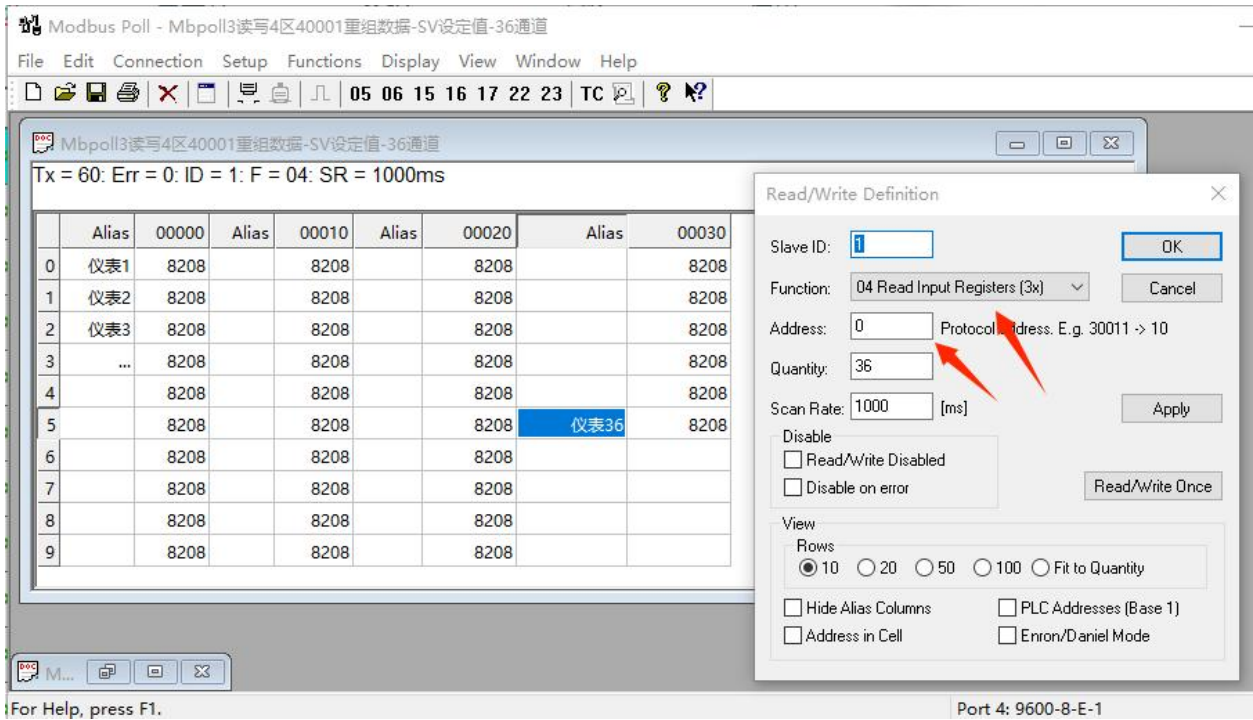 Modbus Poll - Mbpoll3读写4区40001重组数据-SV设定值-36通道
File Edit Connection Setup Functions Display View Window Help
05 06 15 16 17 22 23 TC
Mbpoll3读写4区40001重组数据-SV设定值-36通道
Tx = 60: Err = 0: ID = 1: F = 04: SR = 1000ms
Alias 00000 Alias 00010 Alias 00020 Alias 00030
0 仪表1 8208 8208 8208 8208
1 仪表2 8208 8208 8208 8208
2 仪表3 8208 8208 8208 8208
3 ... 8208 8208 8208 8208
4 8208 8208 8208 8208
5 8208 8208 8208 仪表36 8208
6 8208 8208 8208
7 8208 8208 8208
8 8208 8208 8208
9 8208 8208 8208
Read/Write Definition
Slave ID: 1 OK
Function: 04 Read Input Registers (3x) Cancel
Address: 0 Protocol address. E.g. 30011 -> 10
Quantity: 36
Scan Rate: 1000 [ms] Apply
Disable
Read/Write Disabled
Disable on error
Read/Write Once
View
Rows
10 20 50 100 Fit to Quantity
Hide Alias Columns PLC Addresses (Base 1)
Address in Cell Enron/Daniel Mode
M...
For Help, press F1. Port 4: 9600-8-E-1